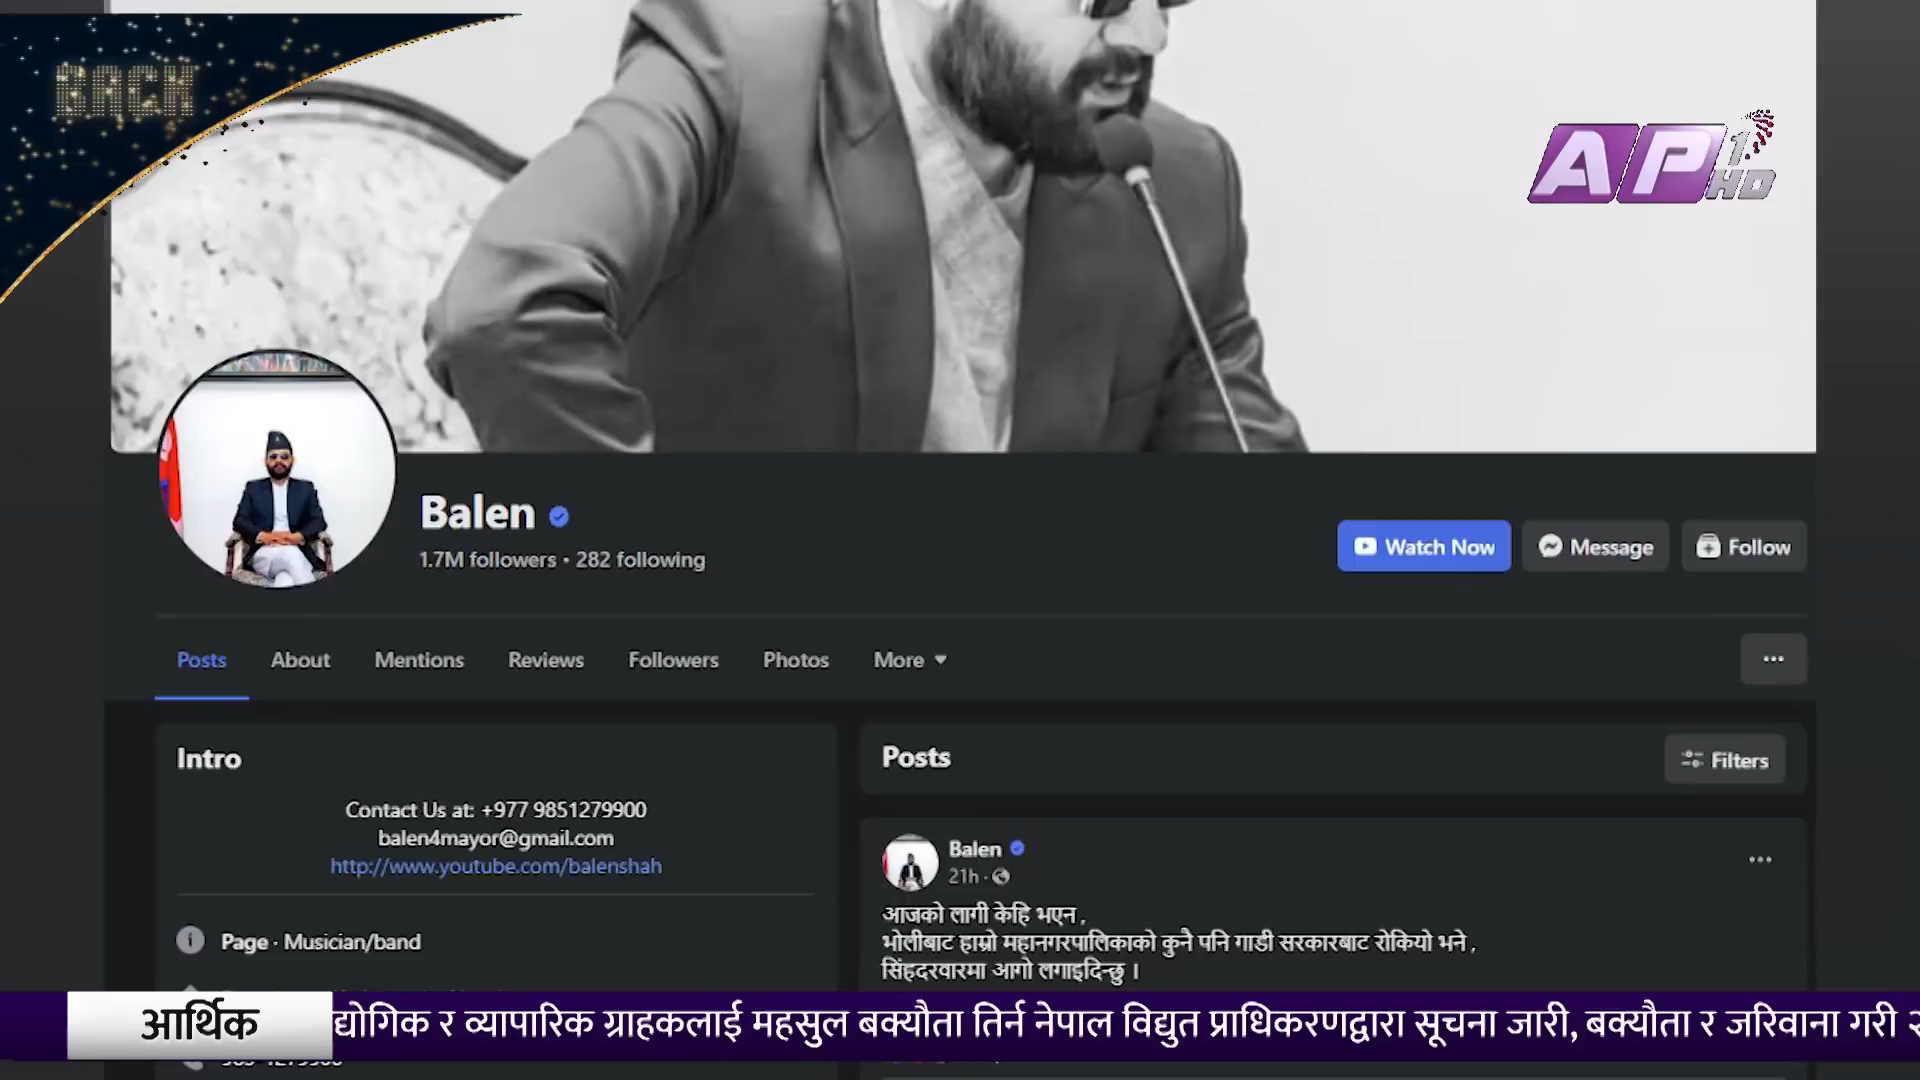 BACK
AP1 HD
Balen
1.7M followers • 282 following
Watch Now
Message
Follow
Posts
About
Mentions
Reviews
Followers
Photos
More
Intro
Contact Us at: +977 9851279900
balen4mayor@gmail.com
http://www.youtube.com/balenshah
Page · Musician/band
Posts
Filters
Balen
21h ·
आजको लागी केहि भएन ,
भोलीबाट हाम्रो महानगरपालिकाको कुनै पनि गाडी सरकारबाट रोकियो भने ,
सिंहदरवारमा आगो लगाइदिन्छु ।
आर्थिक
द्योगिक र व्यापारिक ग्राहकलाई महसुल बक्यौता तिर्न नेपाल विद्युत प्राधिकरणद्वारा सूचना जारी, बक्यौता र जरिवाना गरी